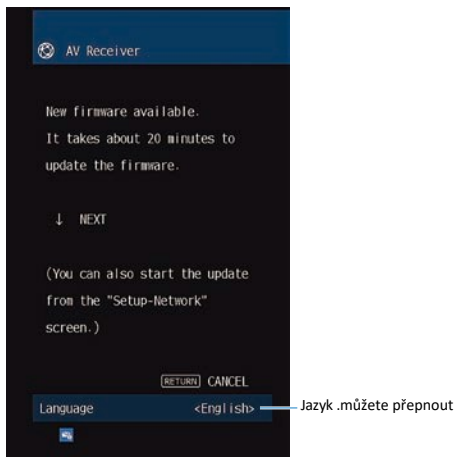 AV Receiver
New firmware available.
It takes about 20 minutes to
update the firmware.
↓ NEXT
(You can also start the update
from the "Setup-Network"
screen.)
RETURN CANCEL
Language <English> Jazyk .můžete přepnout